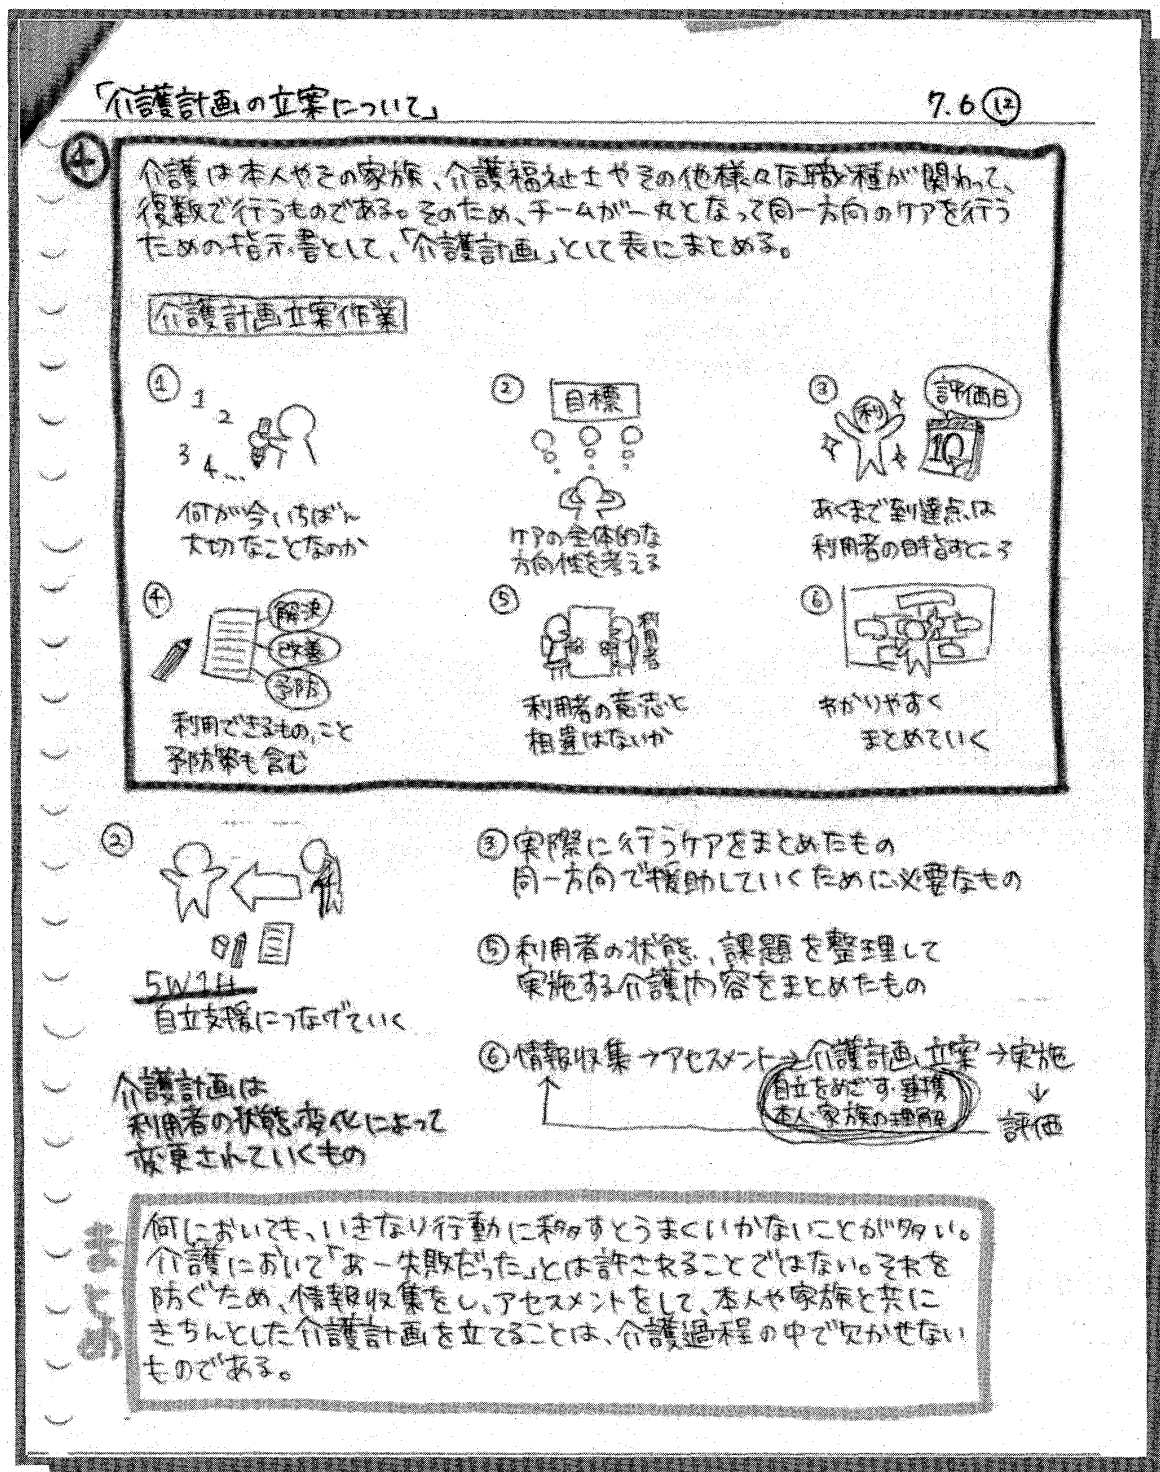 「介護計画の立案について」
7.6 ⑫
④
介護は本人やその家族、介護福祉士やその他様々な職種が関わって、
複数で行うものである。そのため、チームが一丸となって同一方向のケアを行う
ための指示書として、「介護計画」として表にまとめる。
介護計画立案作業
①
1
2
3
4...
何が今いちばん
大切なことなのか
②
目標
ケアの全体的な
方向性を考える
③
利
評価日
10
あくまで到達点は
利用者の目指すところ
④
解決
改善
予防
利用できるもの、こと
予防策も含む
⑤
利用者
利用者の意志と
相違はないか
⑥
わかりやすく
まとめていく
②
5W1H
自立支援につなげていく
介護計画は
利用者の状態変化によって
変更されていくもの
③実際に行うケアをまとめたもの
同一方向で援助していくために必要なもの
⑤利用者の状態、課題を整理して
実施する介護内容をまとめたもの
⑥情報収集→アセスメント→介護計画立案→実施
自立をめざす・連携
本人・家族の理解
↓
評価
まとめ
何においても、いきなり行動に移すとうまくいかないことが多い。
介護において「あー失敗だった」とは許されることではない。それを
防ぐため、情報収集をし、アセスメントをして、本人や家族と共に
きちんとした介護計画を立てることは、介護過程の中で欠かせない
ものである。